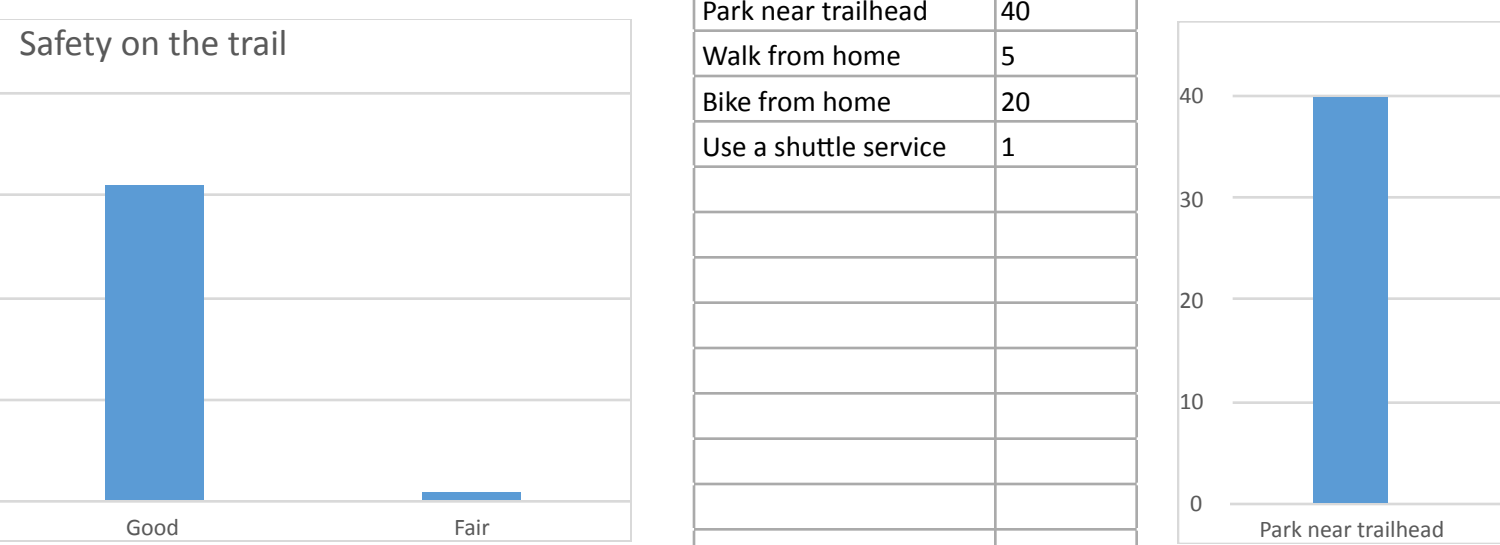 Safety on the trail
Good Fair
Park near trailhead 40
Walk from home 5
Bike from home 20
Use a shuttle service 1
40
30
20
10
0
Park near trailhead